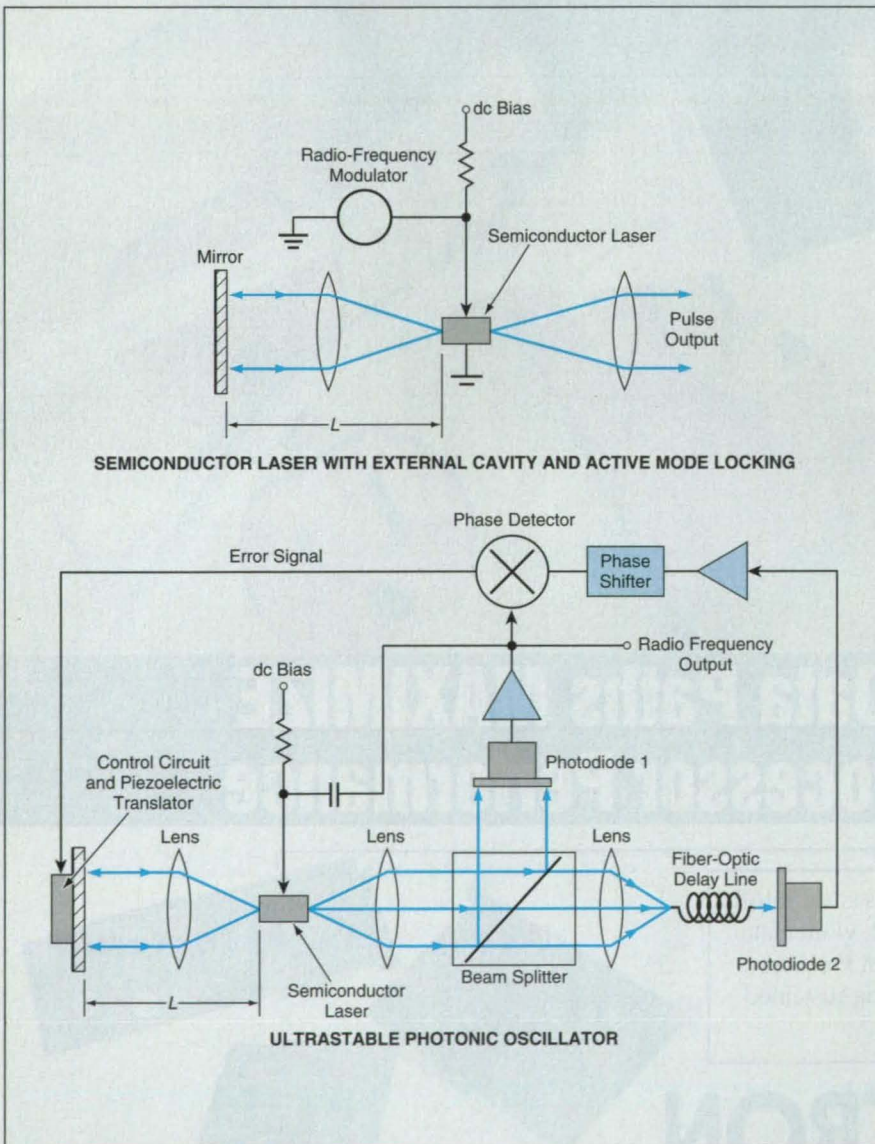 dc Bias
Radio-Frequency
Modulator
Semiconductor Laser
Mirror
Pulse
Output
L
SEMICONDUCTOR LASER WITH EXTERNAL CAVITY AND ACTIVE MODE LOCKING
Phase Detector
Error Signal
Phase
Shifter
Radio Frequency
Output
dc Bias
Photodiode 1
Control Circuit
and Piezoelectric
Translator
Lens
Lens
Lens
Fiber-Optic
Delay Line
Beam Splitter
Photodiode 2
L
Semiconductor
Laser
ULTRASTABLE PHOTONIC OSCILLATOR